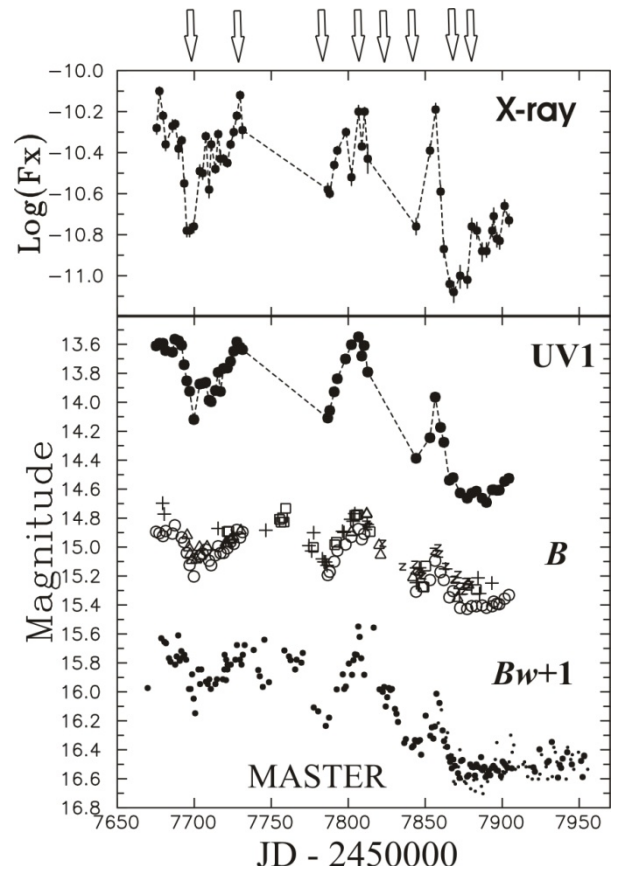 X-ray
Log(Fx)
−10.0
−10.2
−10.4
−10.6
−10.8
−11.0
UV1
B
Bw+1
MASTER
Magnitude
13.6
13.8
14.0
14.2
14.4
14.6
14.8
15.0
15.2
15.4
15.6
15.8
16.0
16.2
16.4
16.6
16.8
7650 7700 7750 7800 7850 7900 7950
JD - 2450000